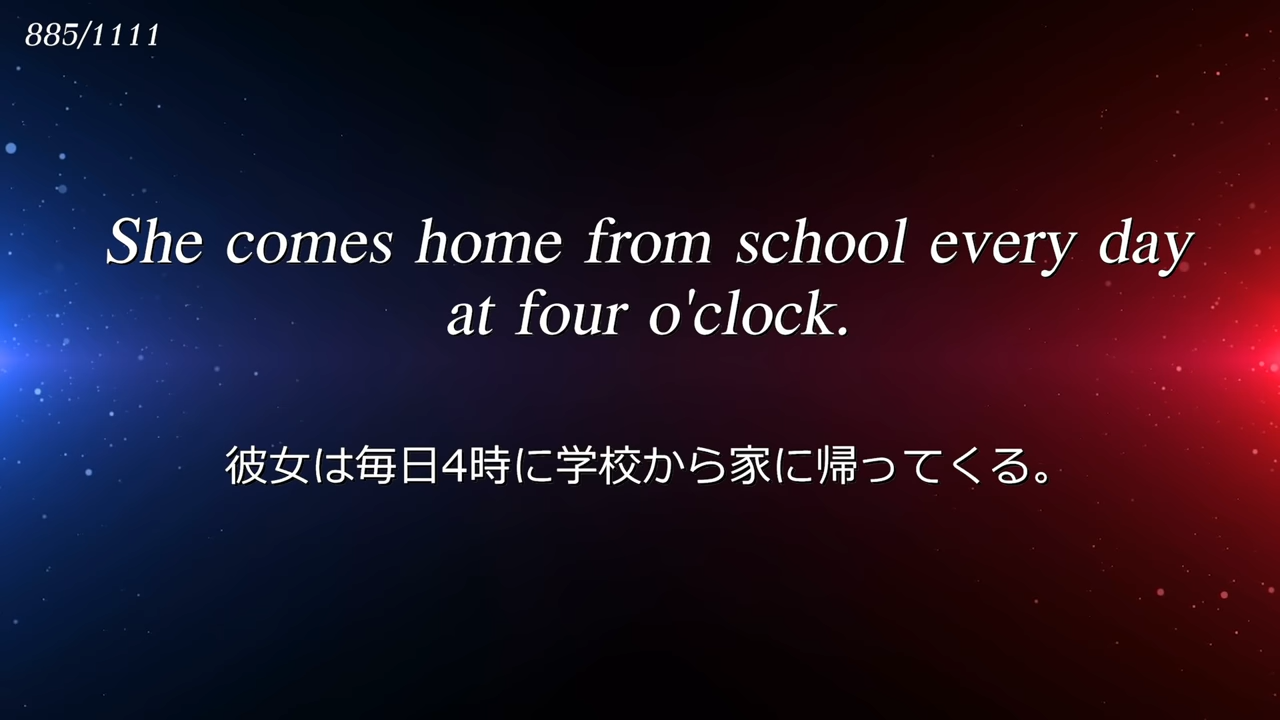 885/1111
She comes home from school every day
at four o'clock.
彼女は毎日4時に学校から家に帰ってくる。